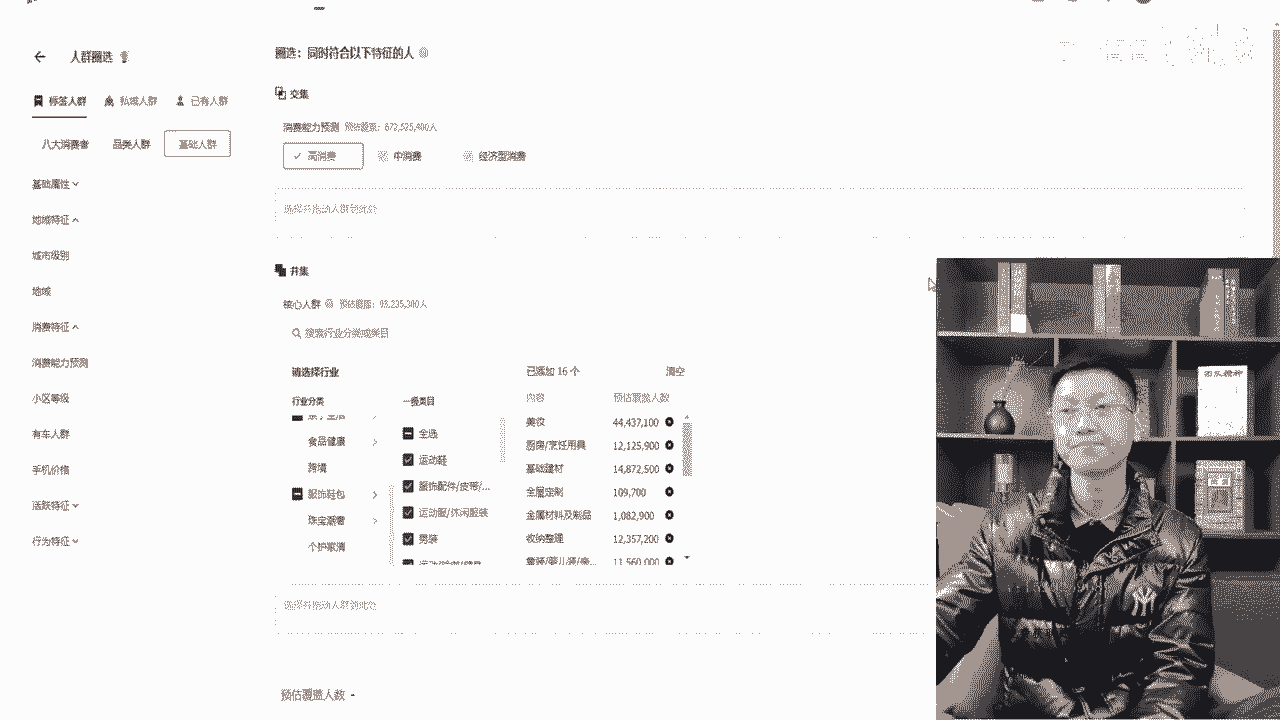 人群圈选
圈选：同时符合以下特征的人
标签人群 私域人群 已有人群
交集
八大消费者 品类人群 基础人群
消费能力预测 预估覆盖：673,525,400人
高消费 中消费 经济型消费
基础属性
选择并拖动人群到此处
地域特征
城市级别
地域
消费特征
消费能力预测
小区等级
有车人群
手机价格
活跃特征
行为特征
并集
核心人群 预估覆盖：93,235,300人
搜索行业分类或类目
请选择行业 已添加 16 个 清空
行业分类 一级类目 内容 预估覆盖人数
食品健康
跨境
服饰鞋包
珠宝潮奢
个护家清
全选
运动鞋
服饰配件/皮带/...
运动服/休闲服装
男装
美妆 44,437,100
厨房/烹饪用具 12,125,900
基础建材 14,872,500
全屋定制 109,700
金属材料及制品 1,082,900
收纳整理 12,357,200
11,560,000
选择并拖动人群到此处
预估覆盖人数 -